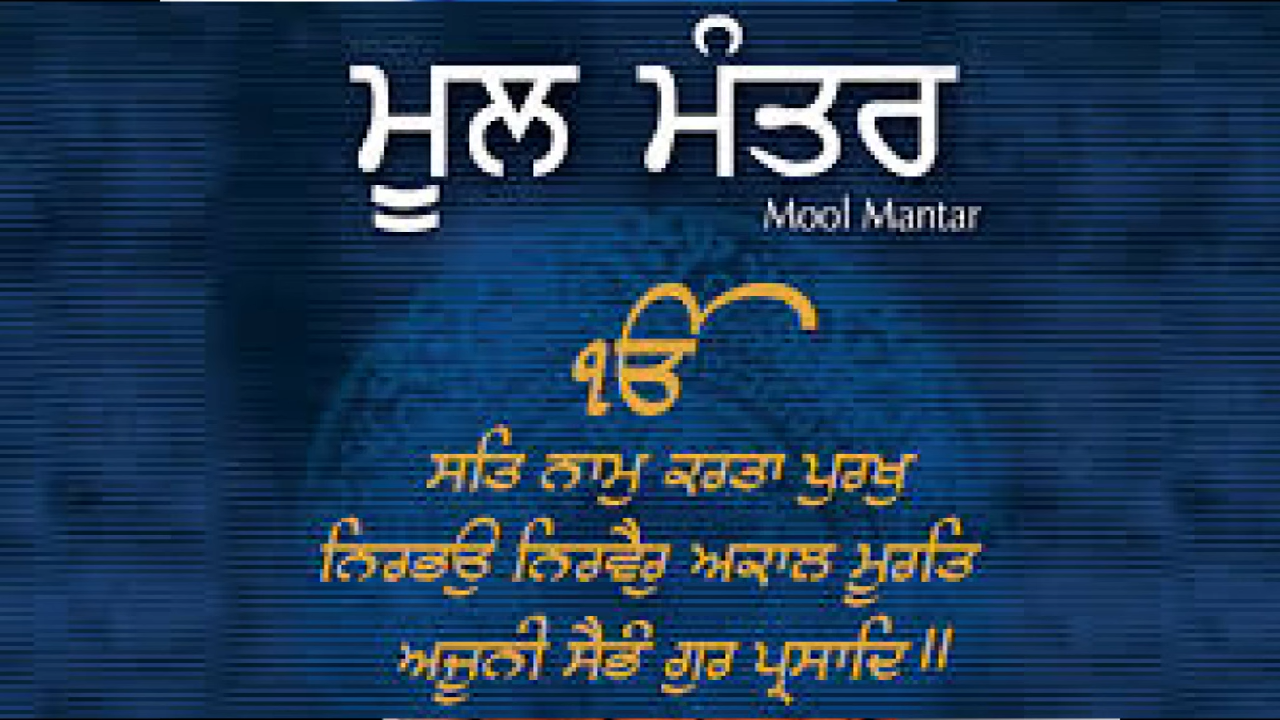 ਮੂਲ ਮੰਤਰ
Mool Mantar
ੴ
ਸਤਿ ਨਾਮੁ ਕਰਤਾ ਪੁਰਖੁ
ਨਿਰਭਉ ਨਿਰਵੈਰੁ ਅਕਾਲ ਮੂਰਤਿ
ਅਜੂਨੀ ਸੈਭੰ ਗੁਰ ਪ੍ਰਸਾਦਿ॥